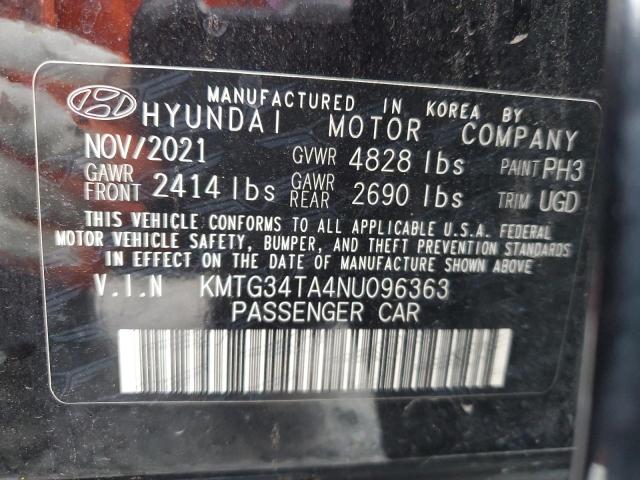 MANUFACTURED IN KOREA BY
HYUNDAI MOTOR COMPANY
NOV/2021 GVWR 4828 lbs PAINT PH3
GAWR FRONT 2414 lbs GAWR REAR 2690 lbs TRIM UGD
THIS VEHICLE CONFORMS TO ALL APPLICABLE U.S.A. FEDERAL
MOTOR VEHICLE SAFETY, BUMPER, AND THEFT PREVENTION STANDARDS
IN EFFECT ON THE DATE OF MANUFACTURE SHOWN ABOVE.
V.I.N KMTG34TA4NU096363
PASSENGER CAR